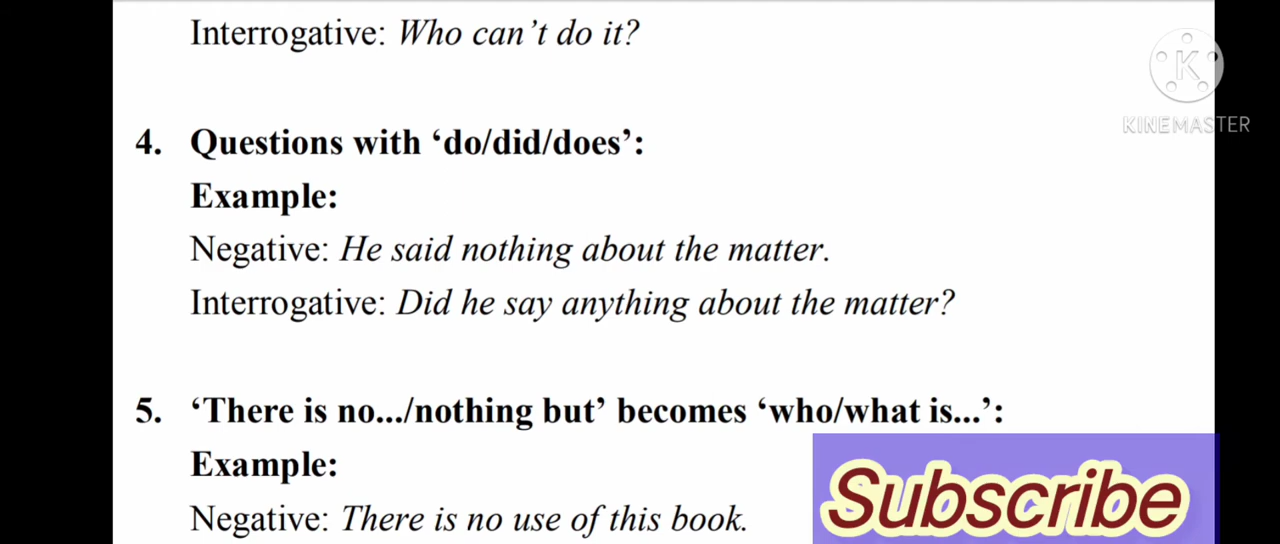 Interrogative: Who can’t do it?
KINEMASTER
4. Questions with ‘do/did/does’:
Example:
Negative: He said nothing about the matter.
Interrogative: Did he say anything about the matter?
5. ‘There is no.../nothing but’ becomes ‘who/what is...’:
Example:
Negative: There is no use of this book.
Subscribe